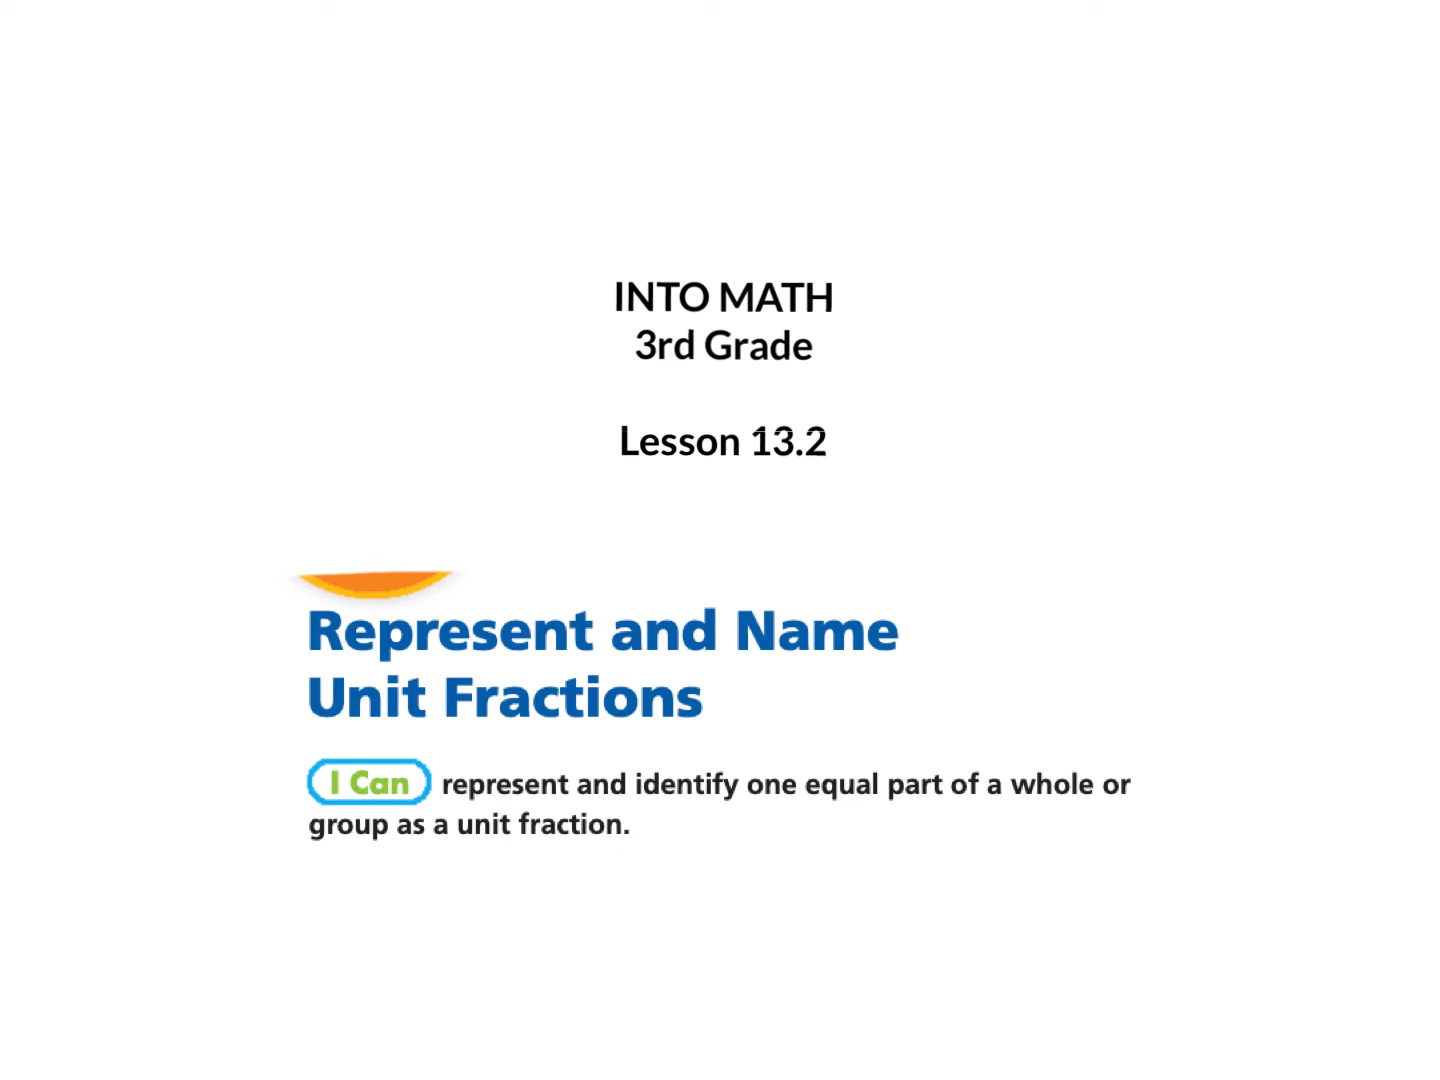 INTO MATH
3rd Grade
Lesson 13.2
Represent and Name
Unit Fractions
I Can represent and identify one equal part of a whole or
group as a unit fraction.